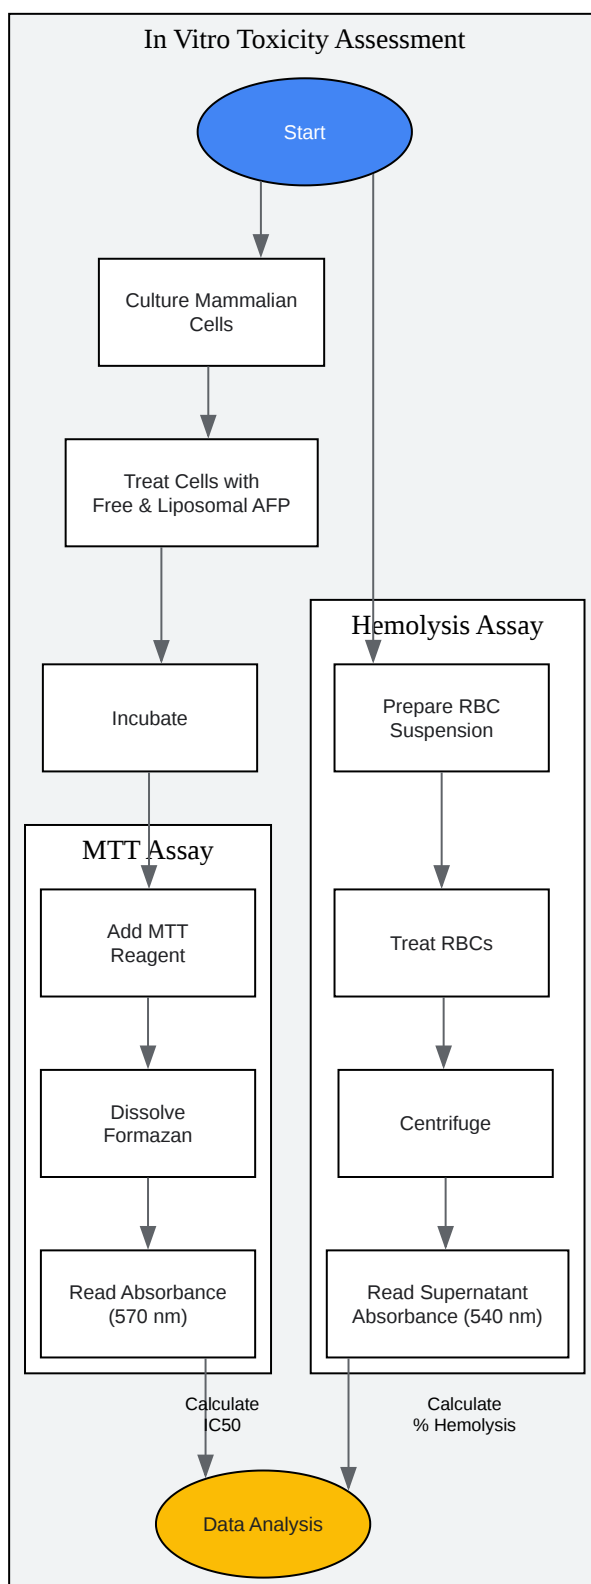 In Vitro Toxicity Assessment
Start
Culture Mammalian
Cells
Treat Cells with
Free & Liposomal AFP
Incubate
MTT Assay
Add MTT
Reagent
Dissolve
Formazan
Read Absorbance
(570 nm)
Calculate
IC50
Hemolysis Assay
Prepare RBC
Suspension
Treat RBCs
Centrifuge
Read Supernatant
Absorbance (540 nm)
Calculate
% Hemolysis
Data Analysis